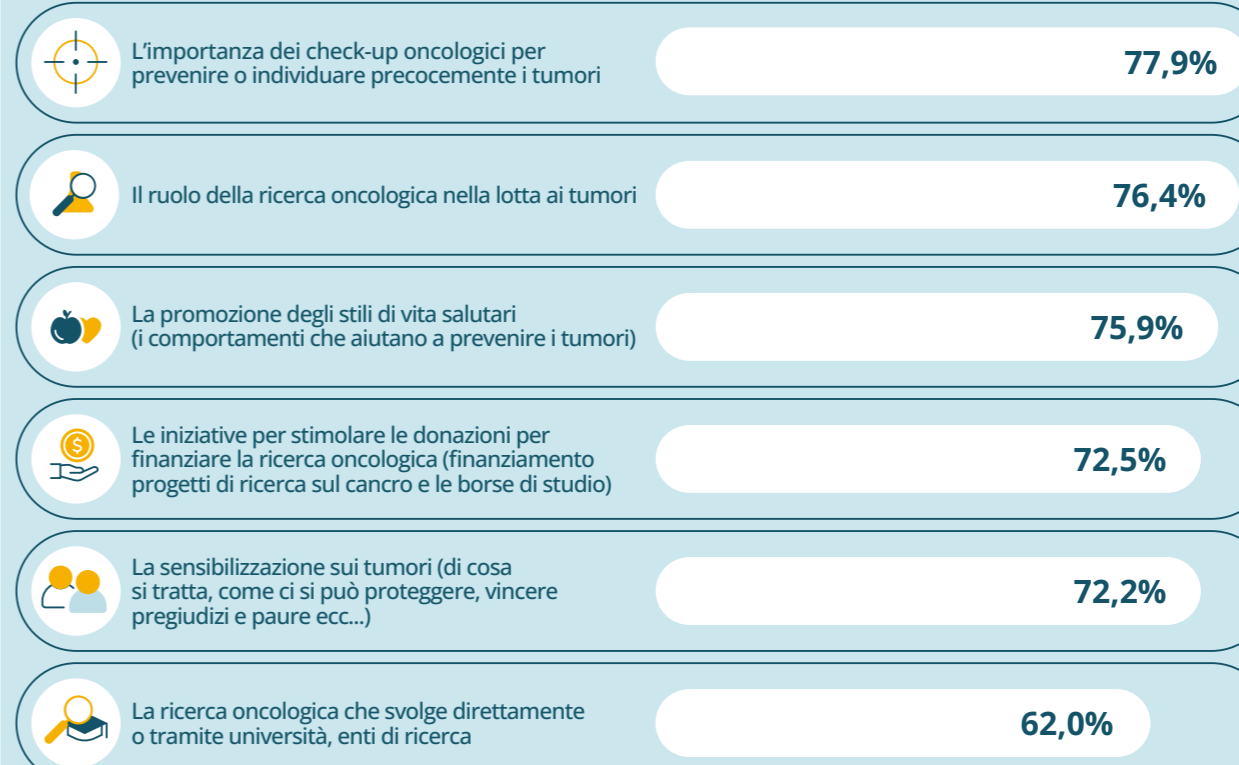 L'importanza dei check-up oncologici per
prevenire o individuare precocemente i tumori
77,9%
Il ruolo della ricerca oncologica nella lotta ai tumori
76,4%
La promozione degli stili di vita salutari
(i comportamenti che aiutano a prevenire i tumori)
75,9%
Le iniziative per stimolare le donazioni per
finanziare la ricerca oncologica (finanziamento
progetti di ricerca sul cancro e le borse di studio)
72,5%
La sensibilizzazione sui tumori (di cosa
si tratta, come ci si può proteggere, vincere
pregiudizi e paure ecc...)
72,2%
La ricerca oncologica che svolge direttamente
o tramite università, enti di ricerca
62,0%